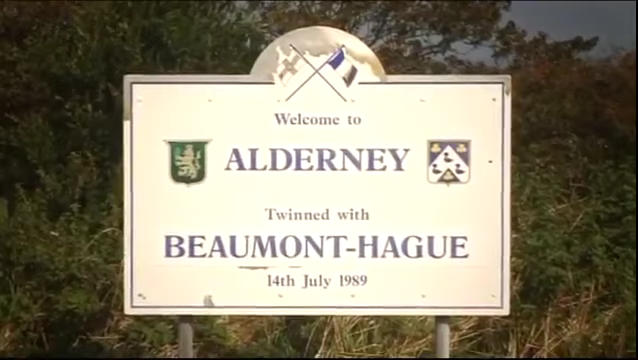 Welcome to
ALDERNEY
Twinned with
BEAUMONT-HAGUE
14th July 1989